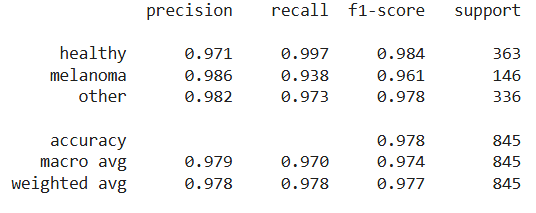 precision recall f1-score support
healthy 0.971 0.997 0.984 363
melanoma 0.986 0.938 0.961 146
other 0.982 0.973 0.978 336
accuracy 0.978 845
macro avg 0.979 0.970 0.974 845
weighted avg 0.978 0.978 0.977 845